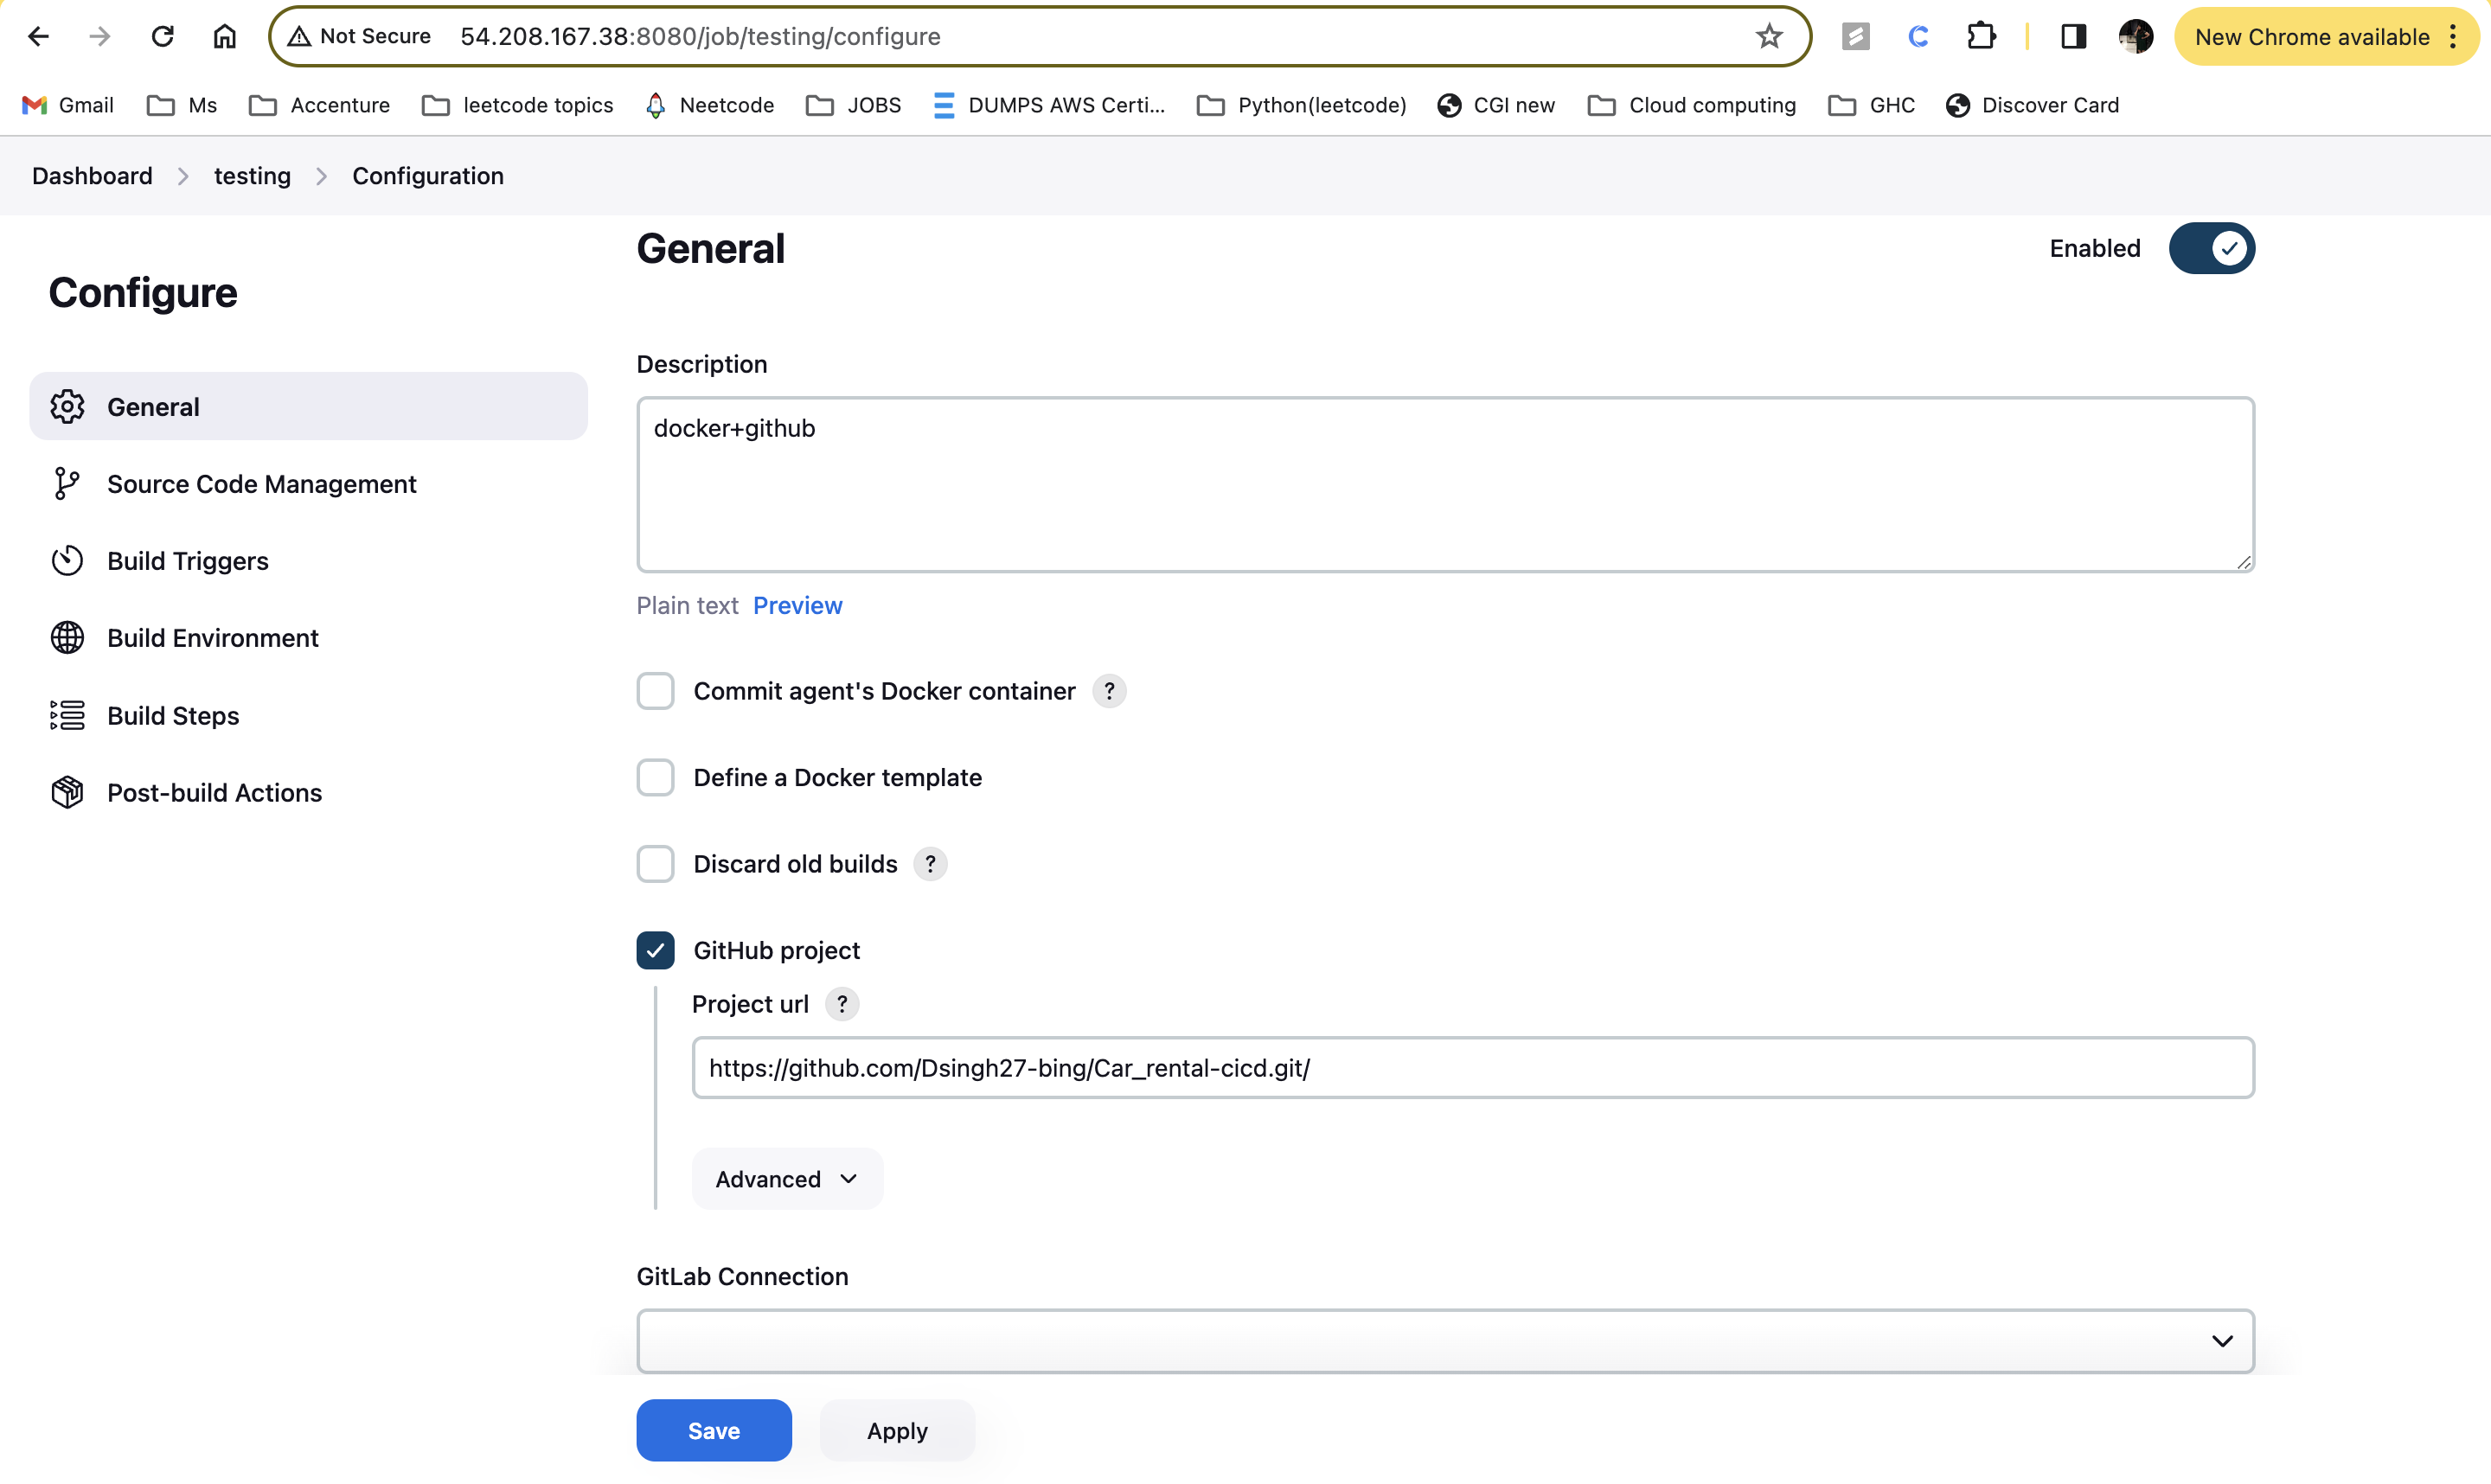 Not Secure 54.208.167.38:8080/job/testing/configure New Chrome available
Gmail Ms Accenture leetcode topics Neetcode JOBS DUMPS AWS Certi... Python(leetcode) CGI new Cloud computing GHC Discover Card
Dashboard testing Configuration
Configure
General
Source Code Management
Build Triggers
Build Environment
Build Steps
Post-build Actions
General Enabled
Description
docker+github
Plain text Preview
Commit agent's Docker container ?
Define a Docker template
Discard old builds ?
GitHub project
Project url ?
https://github.com/Dsingh27-bing/Car_rental-cicd.git/
Advanced
GitLab Connection
Save Apply